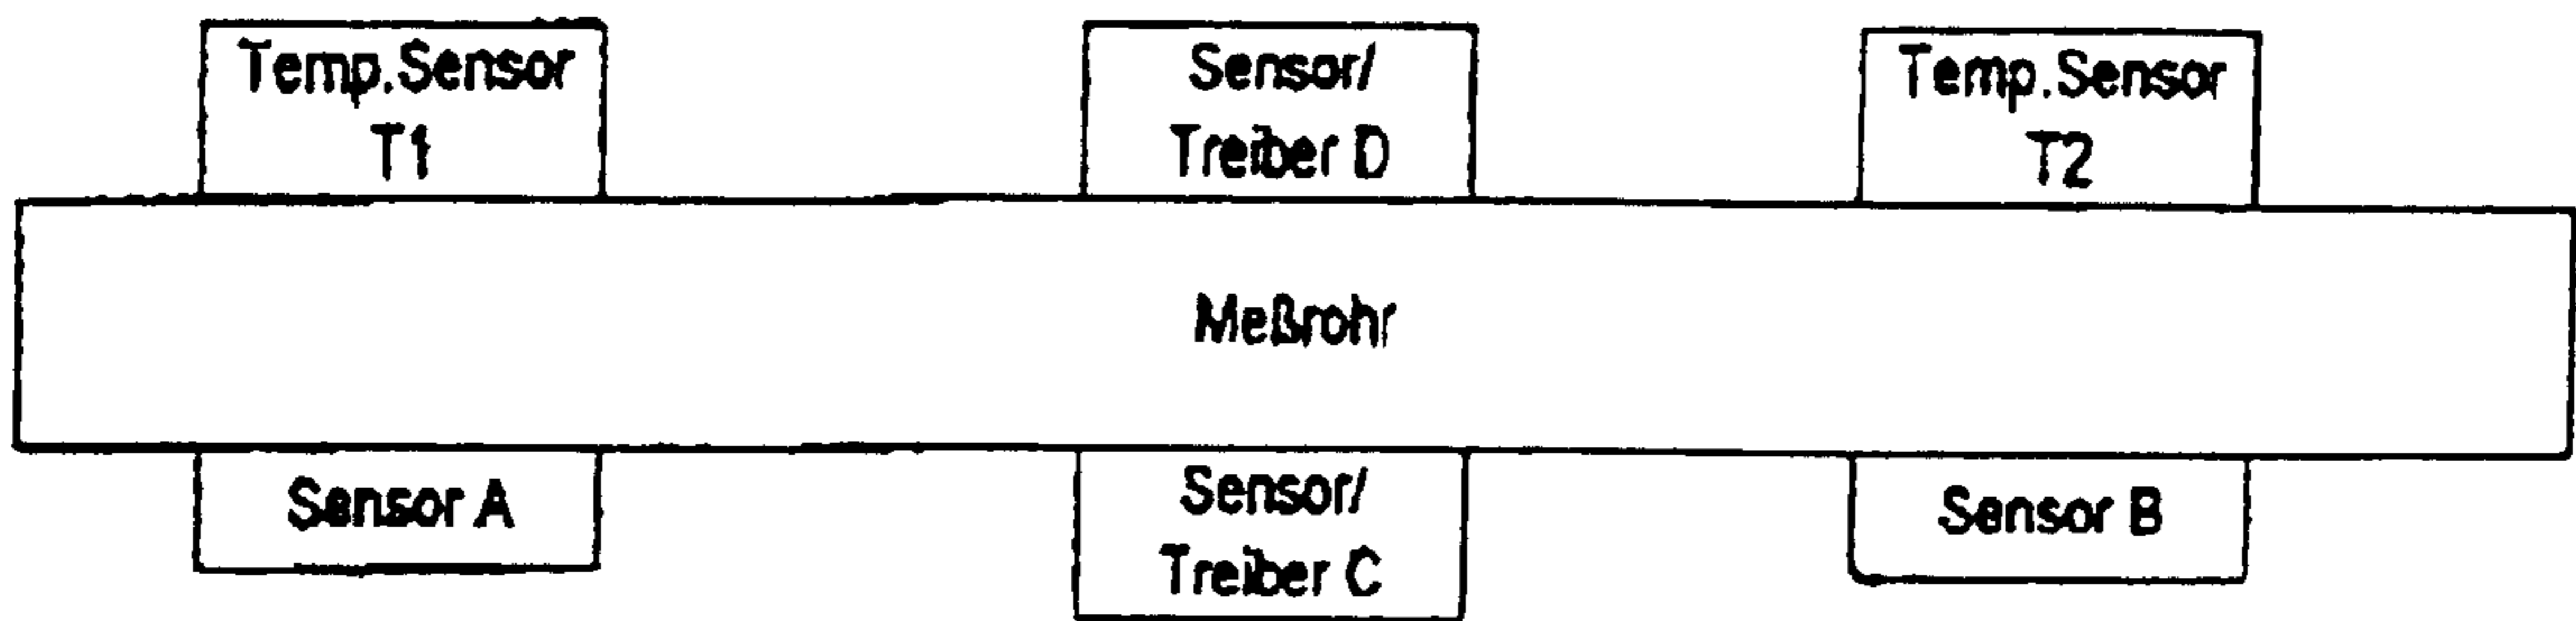 Temp.Sensor
T1
Sensor/
Treiber D
Temp.Sensor
T2
Meßrohr
Sensor A
Sensor/
Treiber C
Sensor B